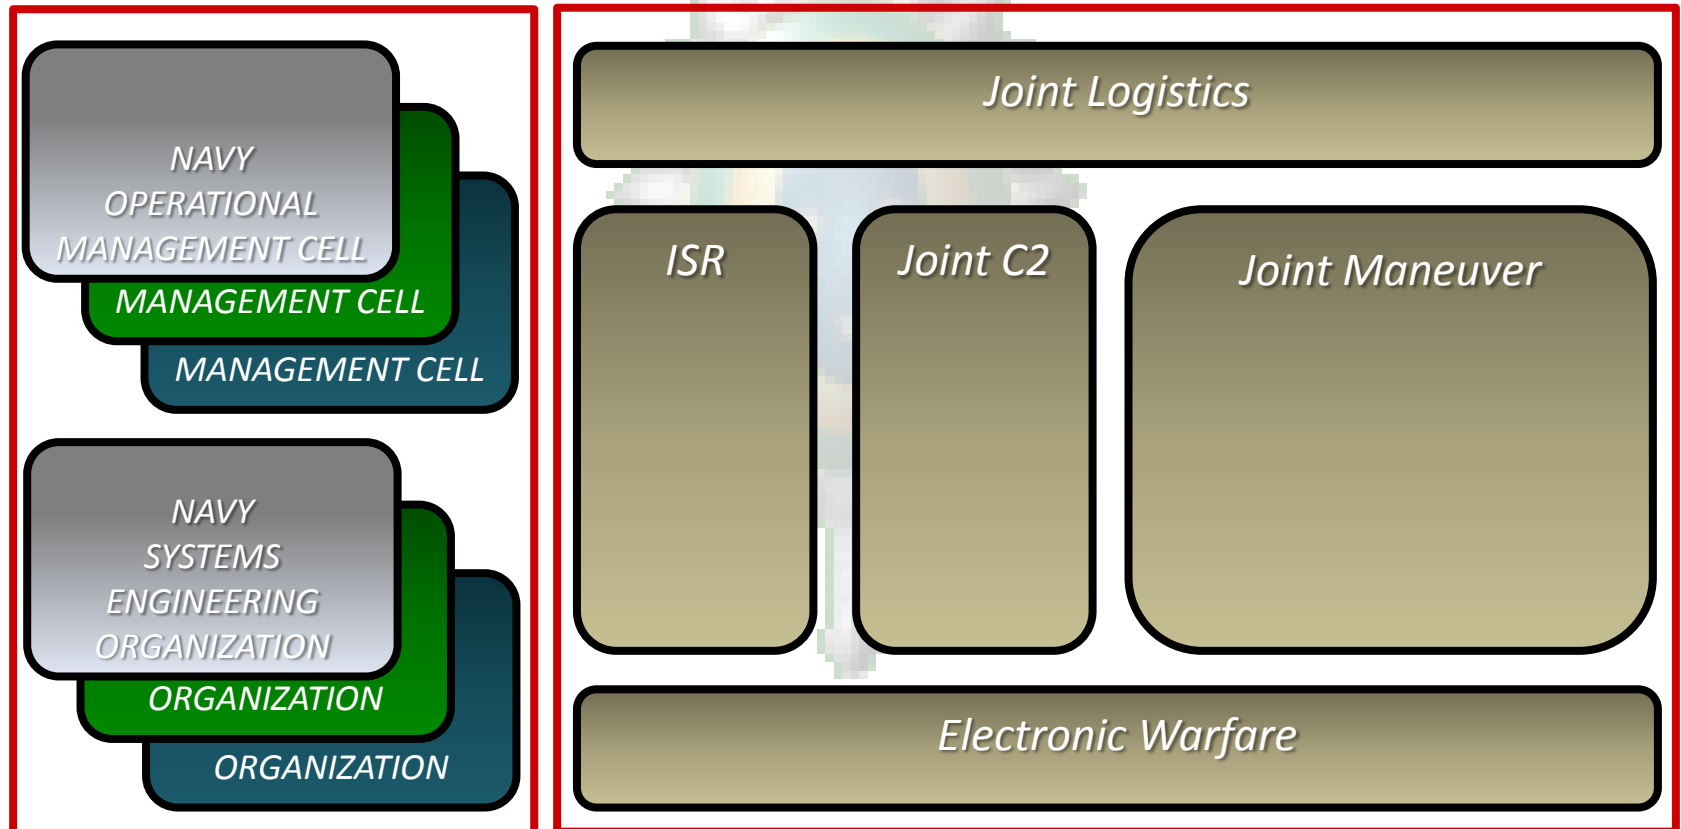 NAVY
OPERATIONAL
MANAGEMENT CELL
MANAGEMENT CELL
MANAGEMENT CELL
NAVY
SYSTEMS
ENGINEERING
ORGANIZATION
ORGANIZATION
ORGANIZATION
Joint Logistics
ISR
Joint C2
Joint Maneuver
Electronic Warfare